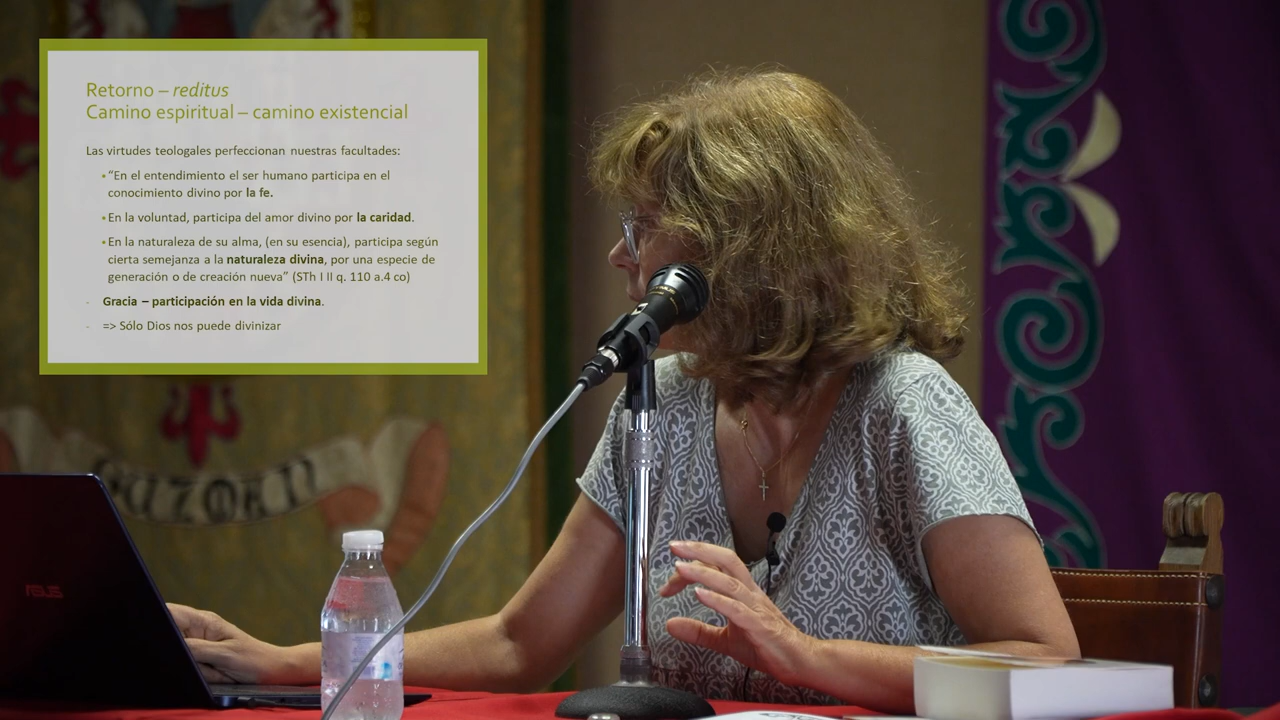 Retorno – reditus
Camino espiritual – camino existencial
Las virtudes teologales perfeccionan nuestras facultades:
▪ “En el entendimiento el ser humano participa en el
conocimiento divino por la fe.
▪ En la voluntad, participa del amor divino por la caridad.
▪ En la naturaleza de su alma, (en su esencia), participa según
cierta semejanza a la naturaleza divina, por una especie de
generación o de creación nueva” (STh I II q. 110 a.4 co)
- Gracia – participación en la vida divina.
- => Sólo Dios nos puede divinizar
ASUS